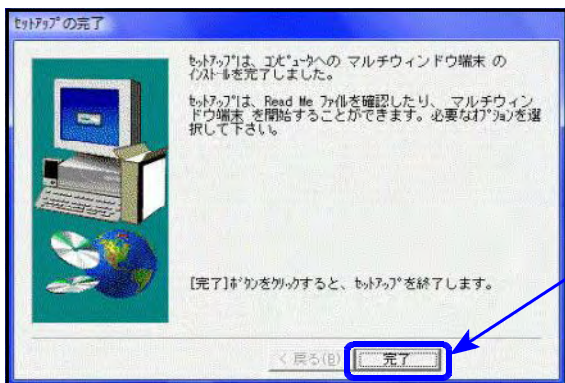 ｾｯﾄｱｯﾌﾟの完了
ｾｯﾄｱｯﾌﾟは、ｺﾝﾋﾟｭｰﾀへの マルチウィンドウ端末 の
ｲﾝｽﾄｰﾙを完了しました。
ｾｯﾄｱｯﾌﾟは、Read Me ﾌｧｲﾙを確認したり、 マルチウィン
ドウ端末 を開始することができます。必要なｵﾌﾟｼｮﾝを選
択して下さい。
[完了]ﾎﾞﾀﾝをｸﾘｯｸすると、ｾｯﾄｱｯﾌﾟを終了します。
< 戻る(B) 完了